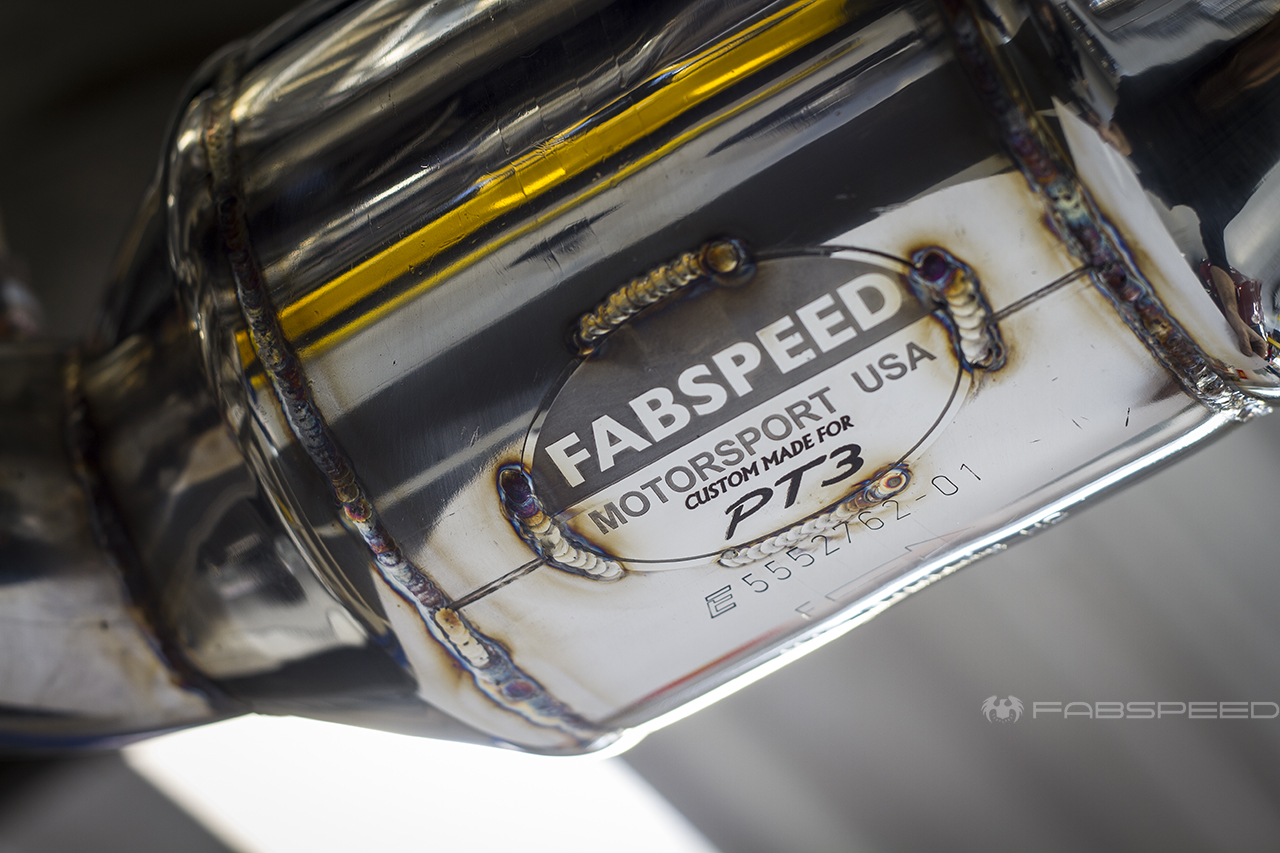 FABSPEED
MOTORSPORT USA
CUSTOM MADE FOR
PT3
E 5552762-01
FABSPEED